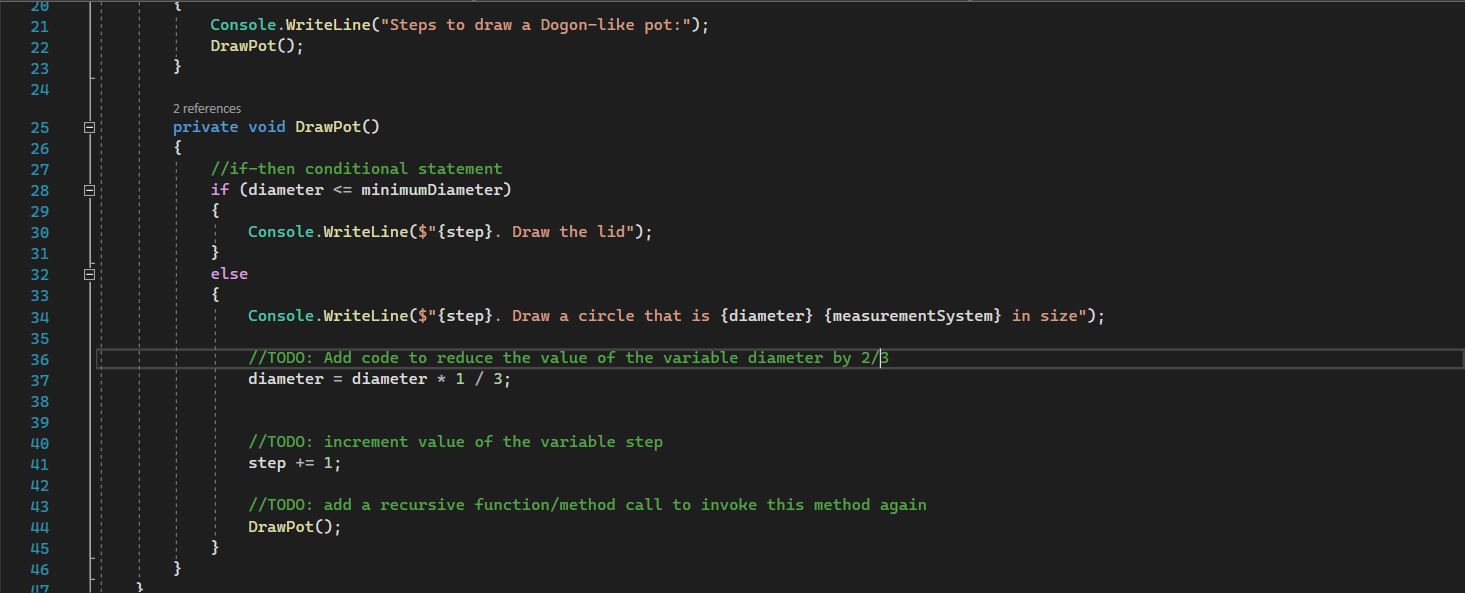 20 {
21 Console.WriteLine("Steps to draw a Dogon-like pot:");
22 DrawPot();
23 }
24
2 references
25 private void DrawPot()
26 {
27 //if-then conditional statement
28 if (diameter <= minimumDiameter)
29 {
30 Console.WriteLine($"{step}. Draw the lid");
31 }
32 else
33 {
34 Console.WriteLine($"{step}. Draw a circle that is {diameter} {measurementSystem} in size");
35
36 //TODO: Add code to reduce the value of the variable diameter by 2/3
37 diameter = diameter * 1 / 3;
38
39
40 //TODO: increment value of the variable step
41 step += 1;
42
43 //TODO: add a recursive function/method call to invoke this method again
44 DrawPot();
45 }
46 }
47 }